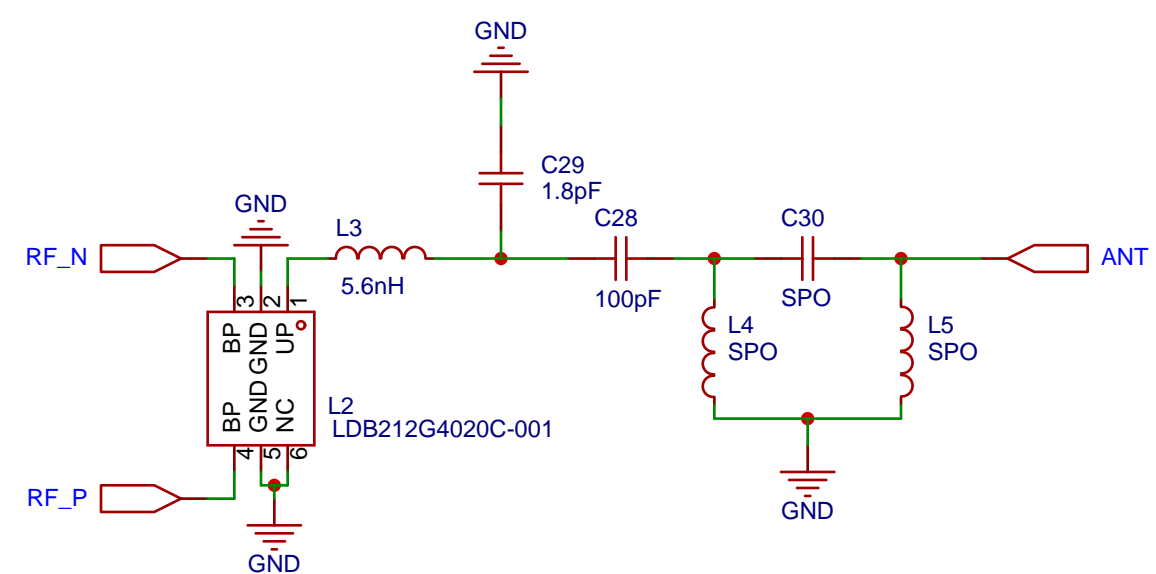 GND
C29
1.8pF
GND
L3
C28
C30
RF_N
ANT
5.6nH
100pF
SPO
3
2
1
BP
GND
UP
L4
SPO
L5
SPO
BP
GND
NC
L2
LDB212G4020C-001
4
5
6
RF_P
GND
GND